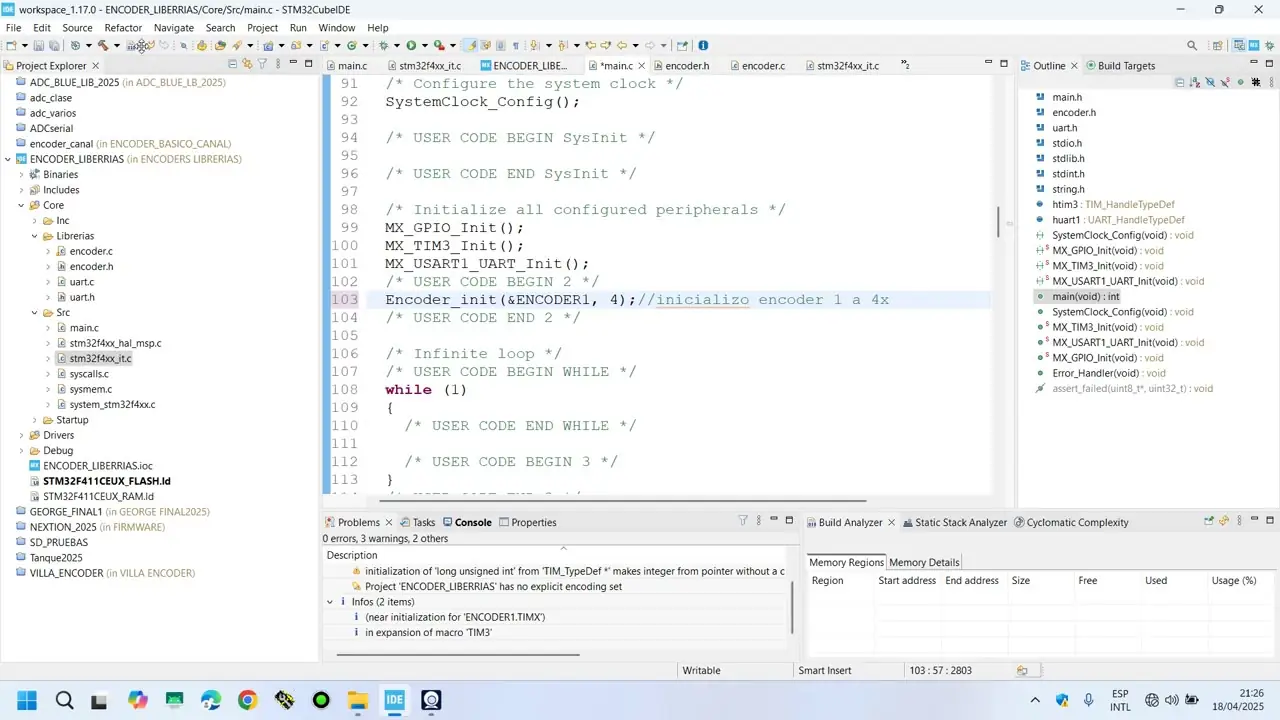 workspace_1.17.0 - ENCODER_LIBERRIAS/Core/Src/main.c - STM32CubeIDE
File Edit Source Refactor Navigate Search Project Run Window Help
Project Explorer
ADC_BLUE_LIB_2025 (in ADC_BLUE_LB_2025)
adc_clase
adc_varios
ADCserial
encoder_canal (in ENCODER_BASICO_CANAL)
ENCODER_LIBERRIAS (in ENCODERS LIBRERIAS)
Binaries
Includes
Core
Inc
Librerias
encoder.c
encoder.h
uart.c
uart.h
Src
main.c
stm32f4xx_hal_msp.c
stm32f4xx_it.c
syscalls.c
sysmem.c
system_stm32f4xx.c
Startup
Drivers
Debug
ENCODER_LIBERRIAS.ioc
STM32F411CEUX_FLASH.ld
STM32F411CEUX_RAM.ld
GEORGE_FINAL1 (in GEORGE FINAL2025)
NEXTION_2025 (in FIRMWARE)
SD_PRUEBAS
Tanque2025
VILLA_ENCODER (in VILLA ENCODER)
main.c stm32f4xx_it.c ENCODER_LIBE... *main.c encoder.h encoder.c stm32f4xx_it.c
91 /* Configure the system clock */
92 SystemClock_Config();
93
94 /* USER CODE BEGIN SysInit */
95
96 /* USER CODE END SysInit */
97
98 /* Initialize all configured peripherals */
99 MX_GPIO_Init();
100 MX_TIM3_Init();
101 MX_USART1_UART_Init();
102 /* USER CODE BEGIN 2 */
103 Encoder_init(&ENCODER1, 4);//inicializo encoder 1 a 4x
104 /* USER CODE END 2 */
105
106 /* Infinite loop */
107 /* USER CODE BEGIN WHILE */
108 while (1)
109 {
110 /* USER CODE END WHILE */
111
112 /* USER CODE BEGIN 3 */
113 }
Outline Build Targets
main.h
encoder.h
uart.h
stdio.h
stdlib.h
stdint.h
string.h
htim3 : TIM_HandleTypeDef
huart1 : UART_HandleTypeDef
SystemClock_Config(void) : void
MX_GPIO_Init(void) : void
MX_TIM3_Init(void) : void
MX_USART1_UART_Init(void) : void
main(void) : int
SystemClock_Config(void) : void
MX_TIM3_Init(void) : void
MX_USART1_UART_Init(void) : void
MX_GPIO_Init(void) : void
Error_Handler(void) : void
assert_failed(uint8_t*, uint32_t) : void
Problems Tasks Console Properties
0 errors, 3 warnings, 2 others
Description
initialization of 'long unsigned int' from 'TIM_TypeDef *' makes integer from pointer without a c
Project 'ENCODER_LIBERRIAS' has no explicit encoding set
Infos (2 items)
(near initialization for 'ENCODER1.TIMX')
in expansion of macro 'TIM3'
Build Analyzer Static Stack Analyzer Cyclomatic Complexity
Memory Regions Memory Details
Region Start address End address Size Free Used Usage (%)
Writable Smart Insert 103 : 57 : 2803
IDE
ESP
INTL
21:26
18/04/2025